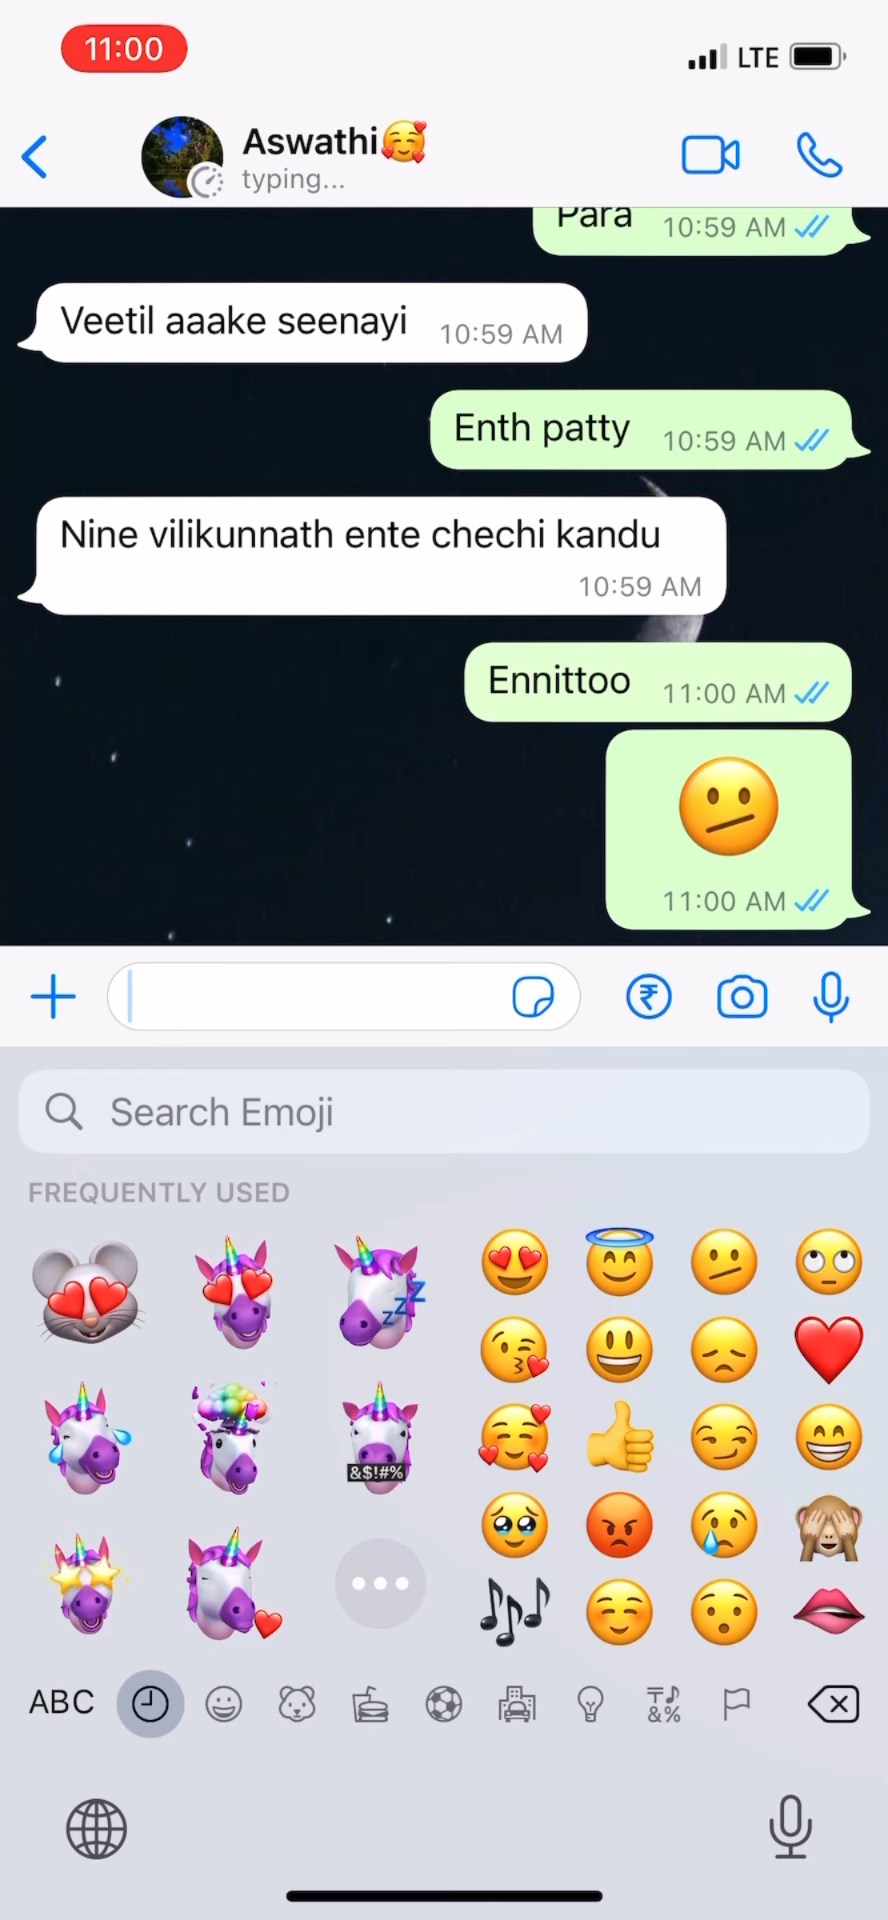 11:00
LTE
Aswathi🥰
typing...
Para 10:59 AM
Veetil aaake seenayi 10:59 AM
Enth patty 10:59 AM
Nine vilikunnath ente chechi kandu
10:59 AM
Ennittoo 11:00 AM
🫤
11:00 AM
₹
Search Emoji
FREQUENTLY USED
zzz
&$!#%
ABC
&%